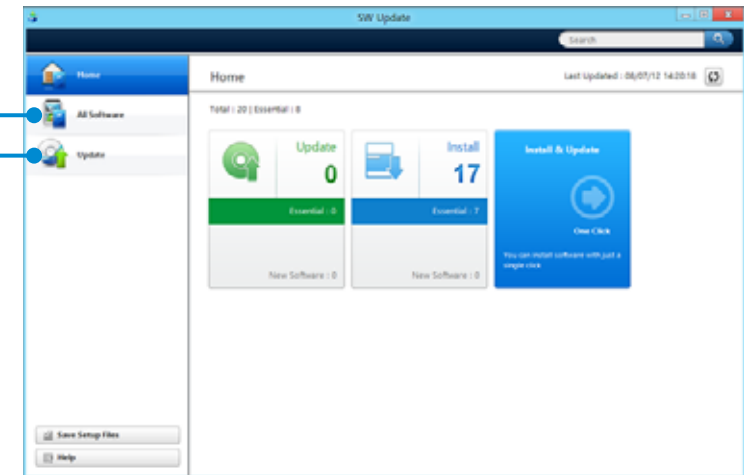 SW Update
Search
Home
All Software
Update
Home
Last Updated : 08/07/12 14:20:18
Total : 20 | Essential : 8
Update
0
Essential : 0
New Software : 0
Install
17
Essential : 7
New Software : 0
Install & Update
One Click
You can install software with just a
single click
Save Setup Files
Help